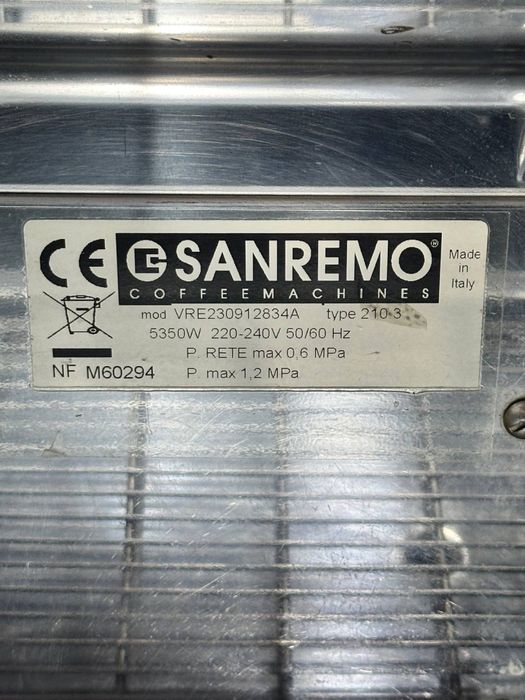 CE SANREMO®
COFFEEMACHINES
Made
in
Italy
mod VRE230912834A type 210-3
5350W 220-240V 50/60 Hz
P. RETE max 0,6 MPa
NF M60294 P. max 1,2 MPa